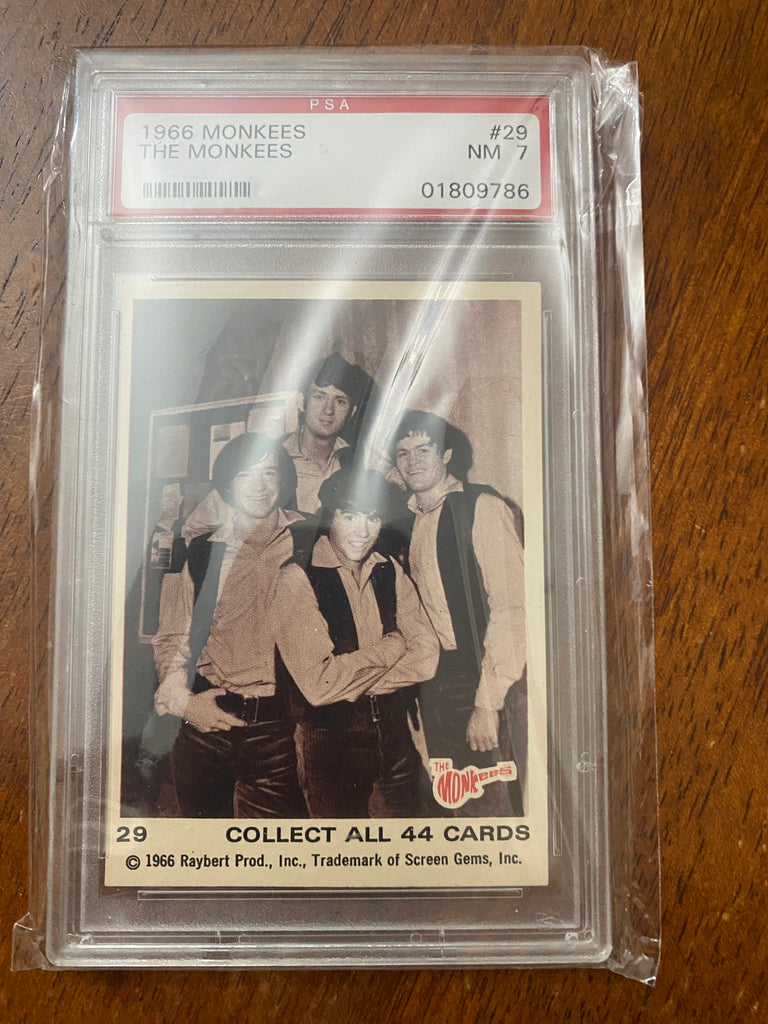 PSA
1966 MONKEES #29
THE MONKEES NM 7
01809786
THE
MONKEES
29 COLLECT ALL 44 CARDS
© 1966 Raybert Prod., Inc., Trademark of Screen Gems, Inc.